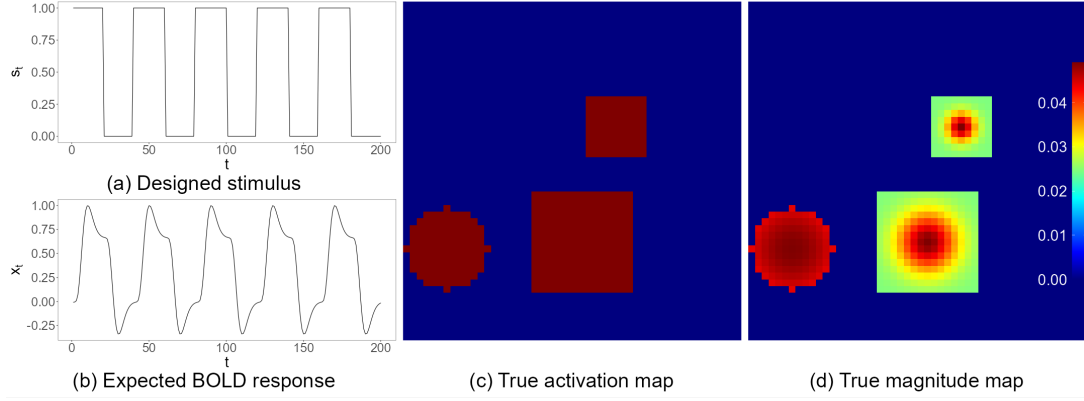 1.00
0.75
0.50
0.25
0.00
s_t
0 50 100 150 200
t
(a) Designed stimulus
1.00
0.75
0.50
0.25
0.00
-0.25
x_t
0 50 100 150 200
t
(b) Expected BOLD response
(c) True activation map
0.04
0.03
0.02
0.01
0.00
(d) True magnitude map